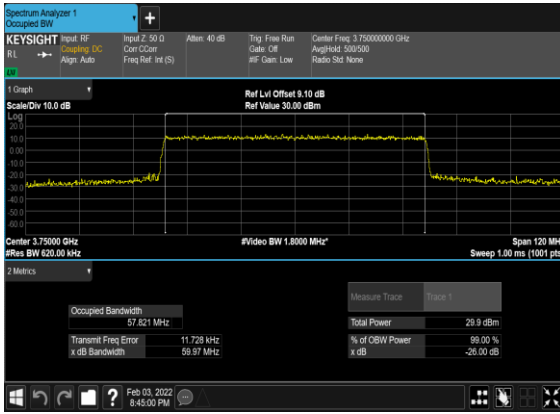 Spectrum Analyzer 1
Occupied BW
+
KEYSIGHT
RL
Input: RF
Coupling: DC
Align: Auto
Input Z: 50 Ω
Corr CCorr
Freq Ref: Int (S)
Atten: 40 dB
Trig: Free Run
Gate: Off
#IF Gain: Low
Center Freq: 3.750000000 GHz
Avg|Hold: 500/500
Radio Std: None
1 Graph
Scale/Div 10.0 dB
Ref Lvl Offset 9.10 dB
Ref Value 30.00 dBm
Log
20.0
10.0
0.00
-10.0
-20.0
-30.0
-40.0
-50.0
-60.0
Center 3.75000 GHz
#Video BW 1.8000 MHz*
Span 120 MH
#Res BW 620.00 kHz
Sweep 1.00 ms (1001 pts
2 Metrics
Measure Trace
Trace 1
Occupied Bandwidth
57.821 MHz
Total Power
29.9 dBm
Transmit Freq Error
11.728 kHz
% of OBW Power
99.00 %
x dB Bandwidth
59.97 MHz
x dB
-26.00 dB
?
Feb 03, 2022
8:45:00 PM